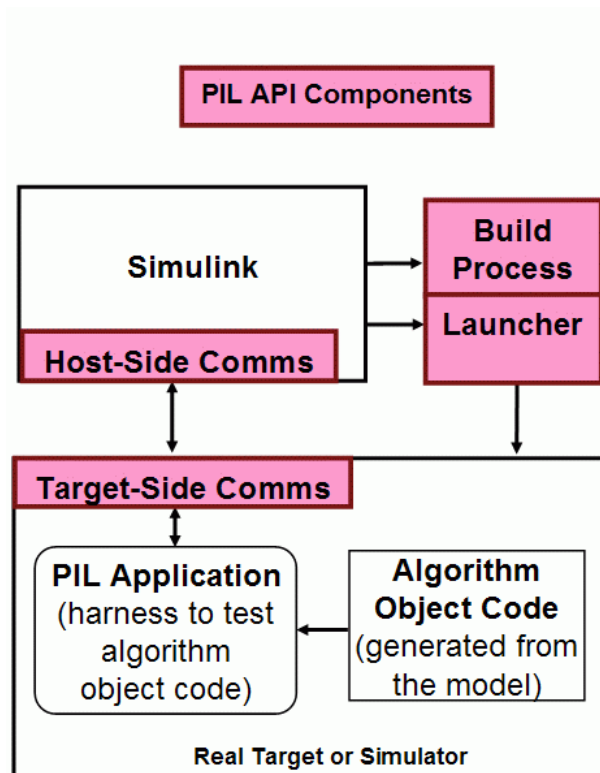 PIL API Components
Simulink
Build
Process
Launcher
Host-Side Comms
Target-Side Comms
PIL Application
(harness to test
algorithm
object code)
Algorithm
Object Code
(generated from
the model)
Real Target or Simulator